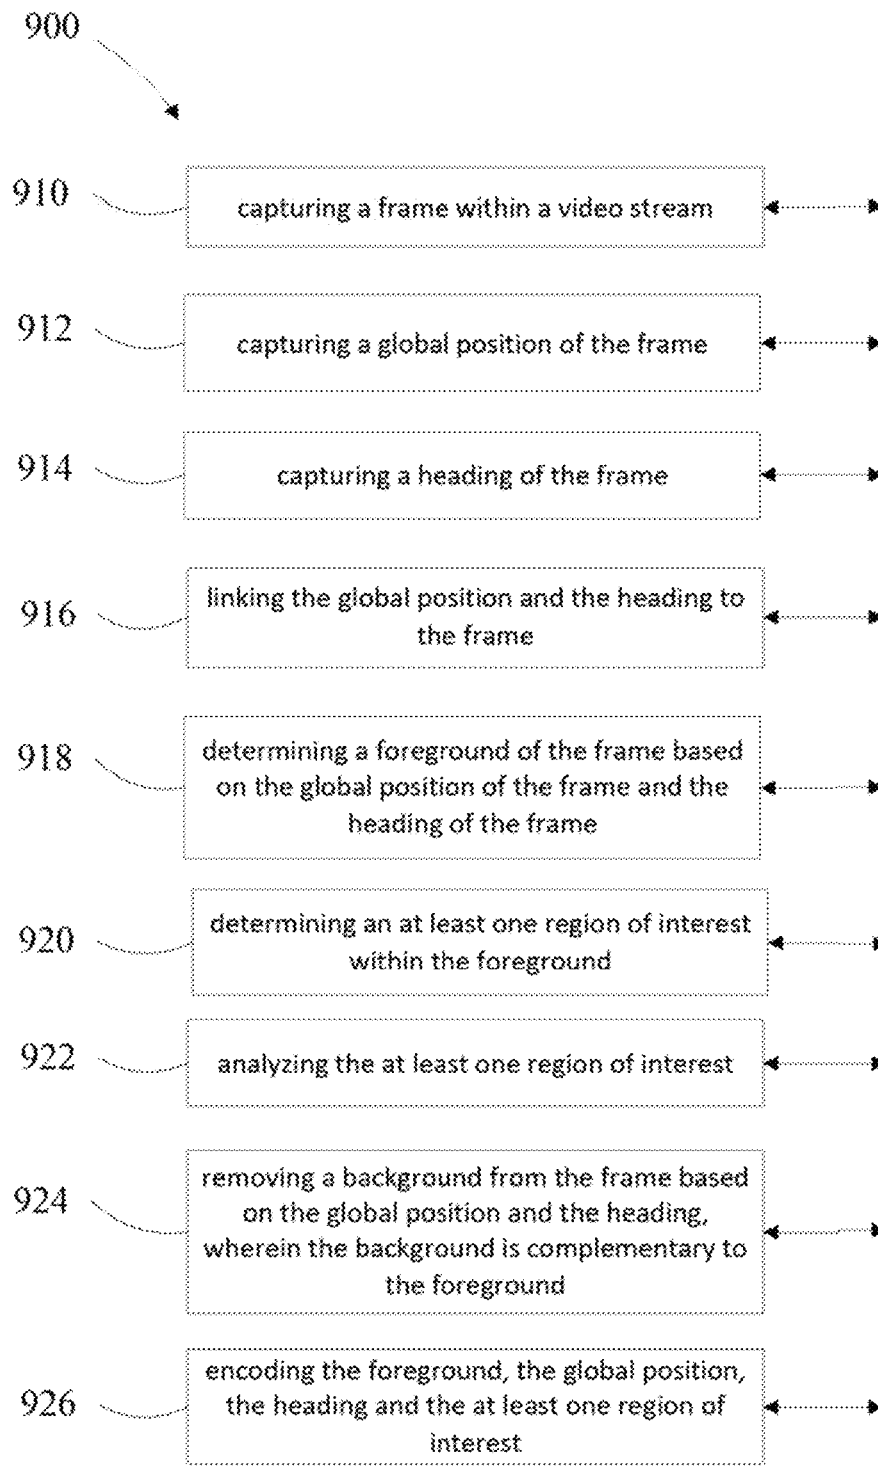 900
910
capturing a frame within a video stream
912
capturing a global position of the frame
914
capturing a heading of the frame
916
linking the global position and the heading to
the frame
918
determining a foreground of the frame based
on the global position of the frame and the
heading of the frame
920
determining an at least one region of interest
within the foreground
922
analyzing the at least one region of interest
924
removing a background from the frame based
on the global position and the heading,
wherein the background is complementary to
the foreground
926
encoding the foreground, the global position,
the heading and the at least one region of
interest